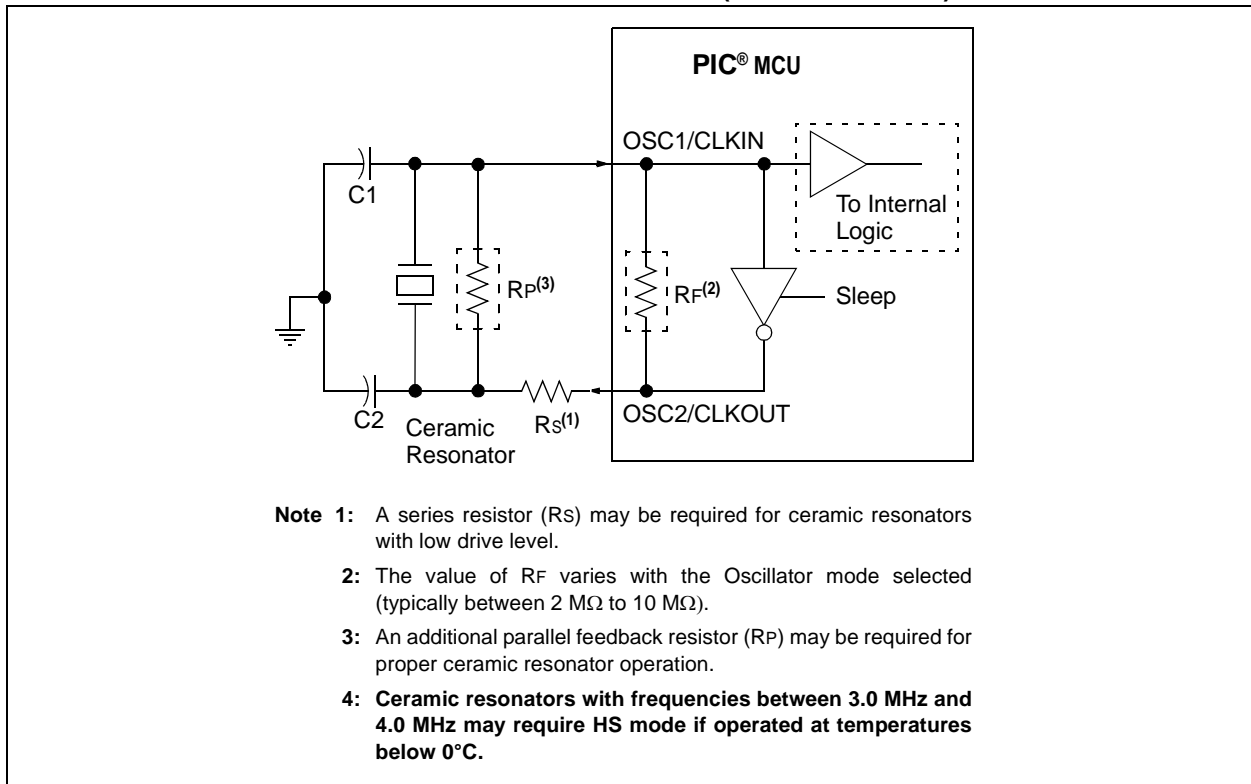 PIC® MCU
OSC1/CLKIN
C1
To Internal
Logic
RP(3)
RF(2)
Sleep
C2
Ceramic
Resonator
RS(1)
OSC2/CLKOUT
Note 1: A series resistor (RS) may be required for ceramic resonators
with low drive level.
2: The value of RF varies with the Oscillator mode selected
(typically between 2 MΩ to 10 MΩ).
3: An additional parallel feedback resistor (RP) may be required for
proper ceramic resonator operation.
4: Ceramic resonators with frequencies between 3.0 MHz and
4.0 MHz may require HS mode if operated at temperatures
below 0°C.